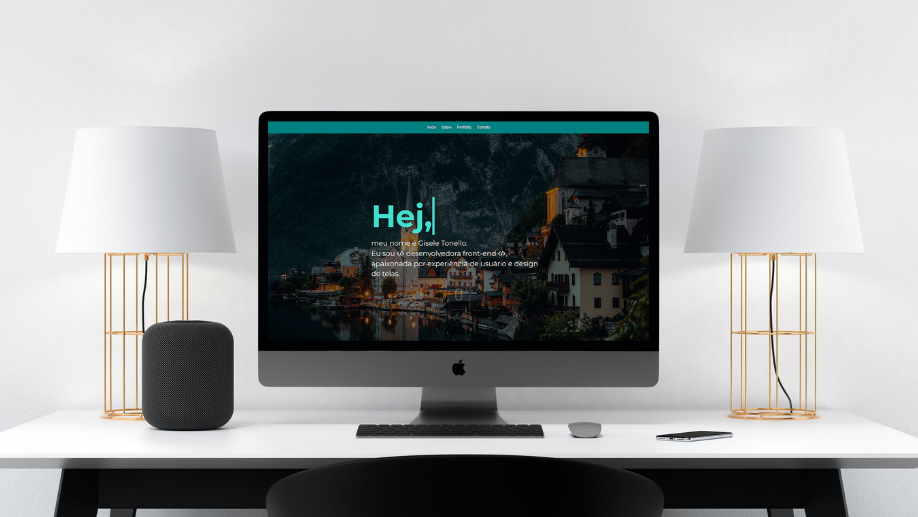 Início Sobre Portfólio Contato
Hej,
meu nome é Gisele Tonello.
Eu sou </> desenvolvedora front-end </>,
apaixonada por experiência de usuário e design
de telas.